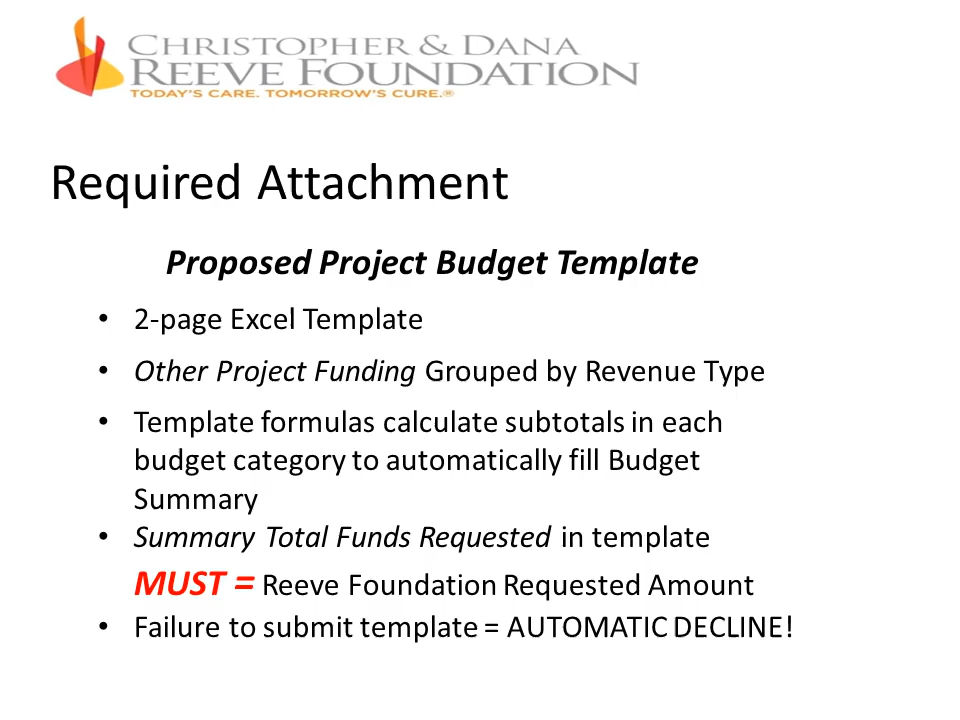 CHRISTOPHER & DANA
REEVE FOUNDATION
TODAY'S CARE. TOMORROW'S CURE.®
Required Attachment
Proposed Project Budget Template
• 2-page Excel Template
• Other Project Funding Grouped by Revenue Type
• Template formulas calculate subtotals in each
budget category to automatically fill Budget
Summary
• Summary Total Funds Requested in template
MUST = Reeve Foundation Requested Amount
• Failure to submit template = AUTOMATIC DECLINE!